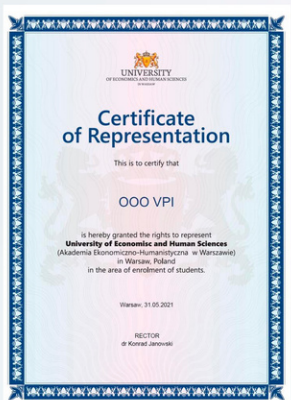 UNIVERSITY
OF ECONOMICS AND HUMAN SCIENCES
IN WARSAW
Certificate
of Representation
This is to certify that
OOO VPI
is hereby granted the rights to represent
University of Economisc and Human Sciences
(Akademia Ekonomiczno-Humanistyczna w Warszawie)
in Warsaw, Poland
in the area of enrolment of students.
Warsaw, 31.05.2021
RECTOR
dr Konrad Janowski